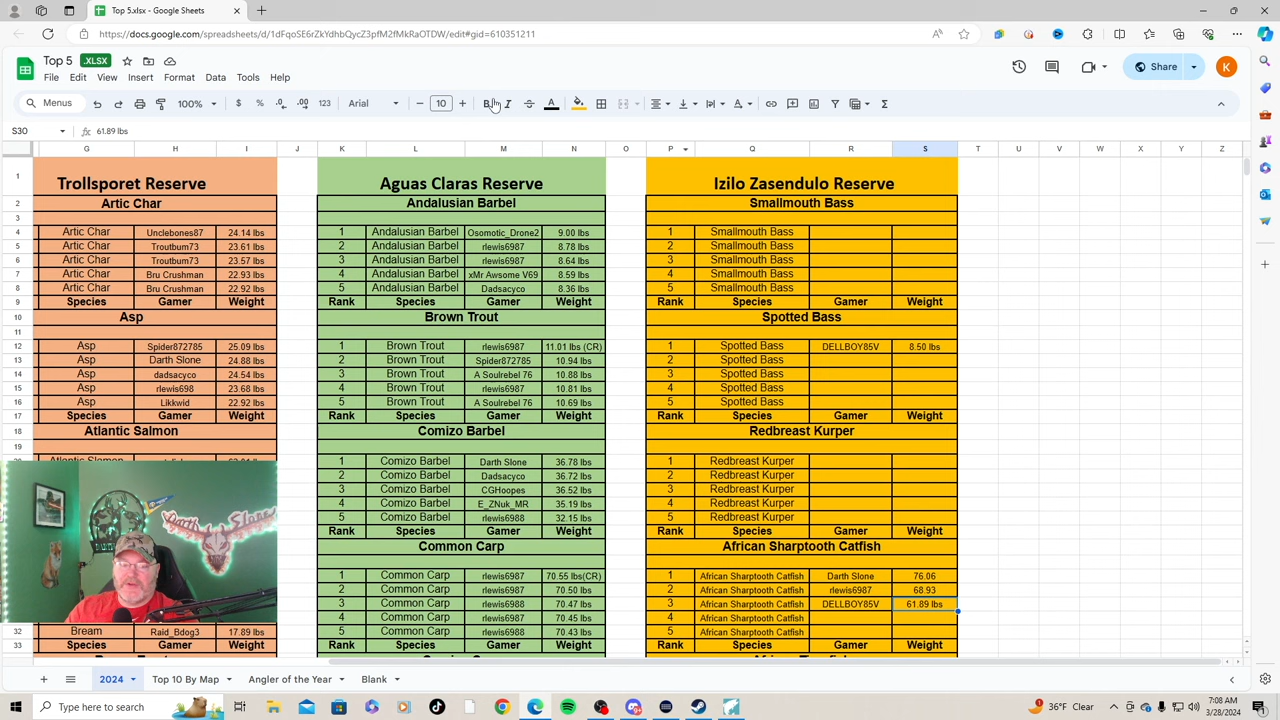 Top 5.xlsx - Google Sheets
https://docs.google.com/spreadsheets/d/1dFqoSE6rZkYdhbQycZ3pfM2fMkRaOTDW/edit#gid=610351211
Top 5 .XLSX
File Edit View Insert Format Data Tools Help
Share K
Menus 100% $ % .0 .00 123 Arial 10 B I A Σ
S30 fx 61.89 lbs
G H I J K L M N O P Q R S T U V W X Y Z
1 Trollsporet Reserve Aguas Claras Reserve Izilo Zasendulo Reserve
2 Artic Char Andalusian Barbel Smallmouth Bass
3
4 Artic Char Unclebones87 24.14 lbs 1 Andalusian Barbel Osomotic_Drone2 9.00 lbs 1 Smallmouth Bass
5 Artic Char Troutbum73 23.61 lbs 2 Andalusian Barbel rlewis6987 8.78 lbs 2 Smallmouth Bass
6 Artic Char Troutbum73 23.57 lbs 3 Andalusian Barbel rlewis6987 8.64 lbs 3 Smallmouth Bass
7 Artic Char Bru Crushman 22.93 lbs 4 Andalusian Barbel xMr Awsome V69 8.59 lbs 4 Smallmouth Bass
8 Artic Char Bru Crushman 22.92 lbs 5 Andalusian Barbel Dadsacyco 8.36 lbs 5 Smallmouth Bass
9 Species Gamer Weight Rank Species Gamer Weight Rank Species Gamer Weight
10 Asp Brown Trout Spotted Bass
11
12 Asp Spider872785 25.09 lbs 1 Brown Trout rlewis6987 11.01 lbs (CR) 1 Spotted Bass DELLBOY85V 8.50 lbs
13 Asp Darth Slone 24.88 lbs 2 Brown Trout Spider872785 10.94 lbs 2 Spotted Bass
14 Asp dadsacyco 24.54 lbs 3 Brown Trout A Soulrebel 76 10.88 lbs 3 Spotted Bass
15 Asp rlewis698 23.68 lbs 4 Brown Trout rlewis6987 10.81 lbs 4 Spotted Bass
16 Asp Likkwid 22.92 lbs 5 Brown Trout A Soulrebel 76 10.69 lbs 5 Spotted Bass
17 Species Gamer Weight Rank Species Gamer Weight Rank Species Gamer Weight
18 Atlantic Salmon Comizo Barbel Redbreast Kurper
19
1 Comizo Barbel Darth Slone 36.78 lbs 1 Redbreast Kurper
2 Comizo Barbel Dadsacyco 36.72 lbs 2 Redbreast Kurper
3 Comizo Barbel CGHoopes 36.52 lbs 3 Redbreast Kurper
4 Comizo Barbel E_ZNuk_MR 35.19 lbs 4 Redbreast Kurper
5 Comizo Barbel rlewis6988 32.15 lbs 5 Redbreast Kurper
Rank Species Gamer Weight Rank Species Gamer Weight
Common Carp African Sharptooth Catfish
1 Common Carp rlewis6987 70.55 lbs(CR) 1 African Sharptooth Catfish Darth Slone 76.06
2 Common Carp rlewis6987 70.50 lbs 2 African Sharptooth Catfish rlewis6987 68.93
3 Common Carp rlewis6988 70.47 lbs 3 African Sharptooth Catfish DELLBOY85V 61.89 lbs
4 Common Carp rlewis6987 70.45 lbs 4 African Sharptooth Catfish
32 Bream Raid_Bdog3 17.89 lbs 5 Common Carp rlewis6988 70.43 lbs 5 African Sharptooth Catfish
33 Species Gamer Weight Rank Species Gamer Weight Rank Species Gamer Weight
2024 Top 10 By Map Angler of the Year Blank
Type here to search 36°F Clear 7:08 AM
3/28/2024